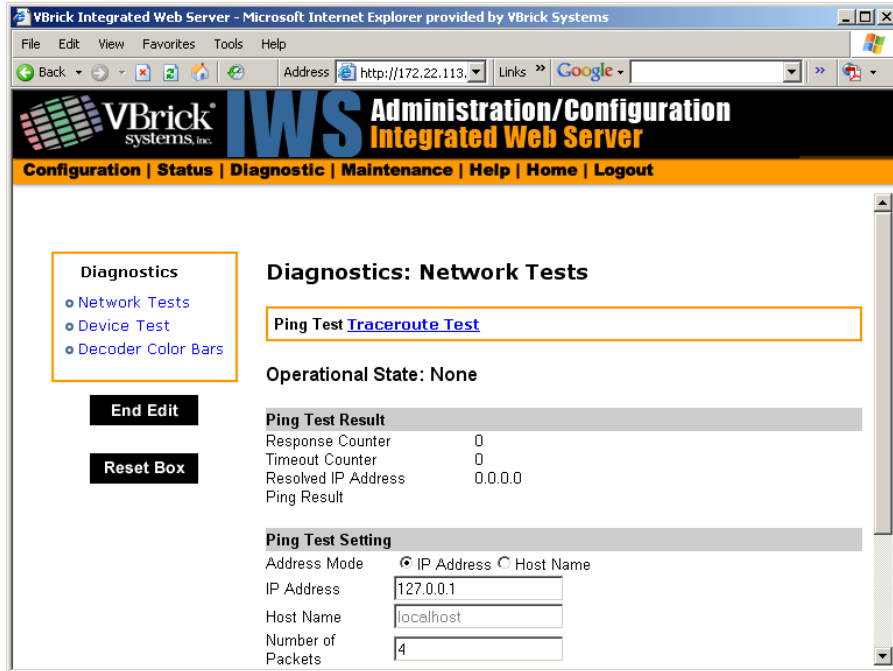 VBrick Integrated Web Server - Microsoft Internet Explorer provided by VBrick Systems
File Edit View Favorites Tools Help
Back Address http://172.22.113. Links » Google »
VBrick systems, inc. IWS Administration/Configuration
Integrated Web Server
Configuration | Status | Diagnostic | Maintenance | Help | Home | Logout
Diagnostics
Network Tests
Device Test
Decoder Color Bars
End Edit
Reset Box
Diagnostics: Network Tests
Ping Test Traceroute Test
Operational State: None
Ping Test Result
Response Counter 0
Timeout Counter 0
Resolved IP Address 0.0.0.0
Ping Result
Ping Test Setting
Address Mode IP Address Host Name
IP Address 127.0.0.1
Host Name localhost
Number of
Packets 4